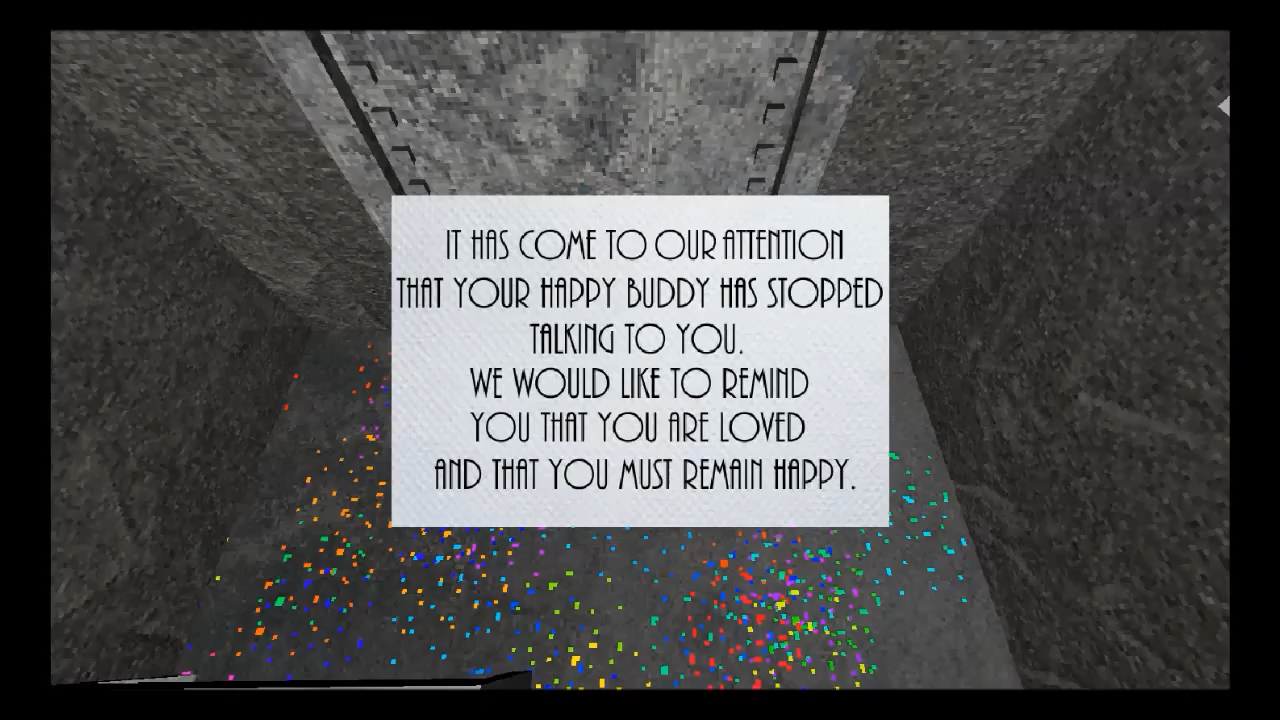 IT HAS COME TO OUR ATTENTION
THAT YOUR HAPPY BUDDY HAS STOPPED
TALKING TO YOU.
WE WOULD LIKE TO REMIND
YOU THAT YOU ARE LOVED
AND THAT YOU MUST REMAIN HAPPY.